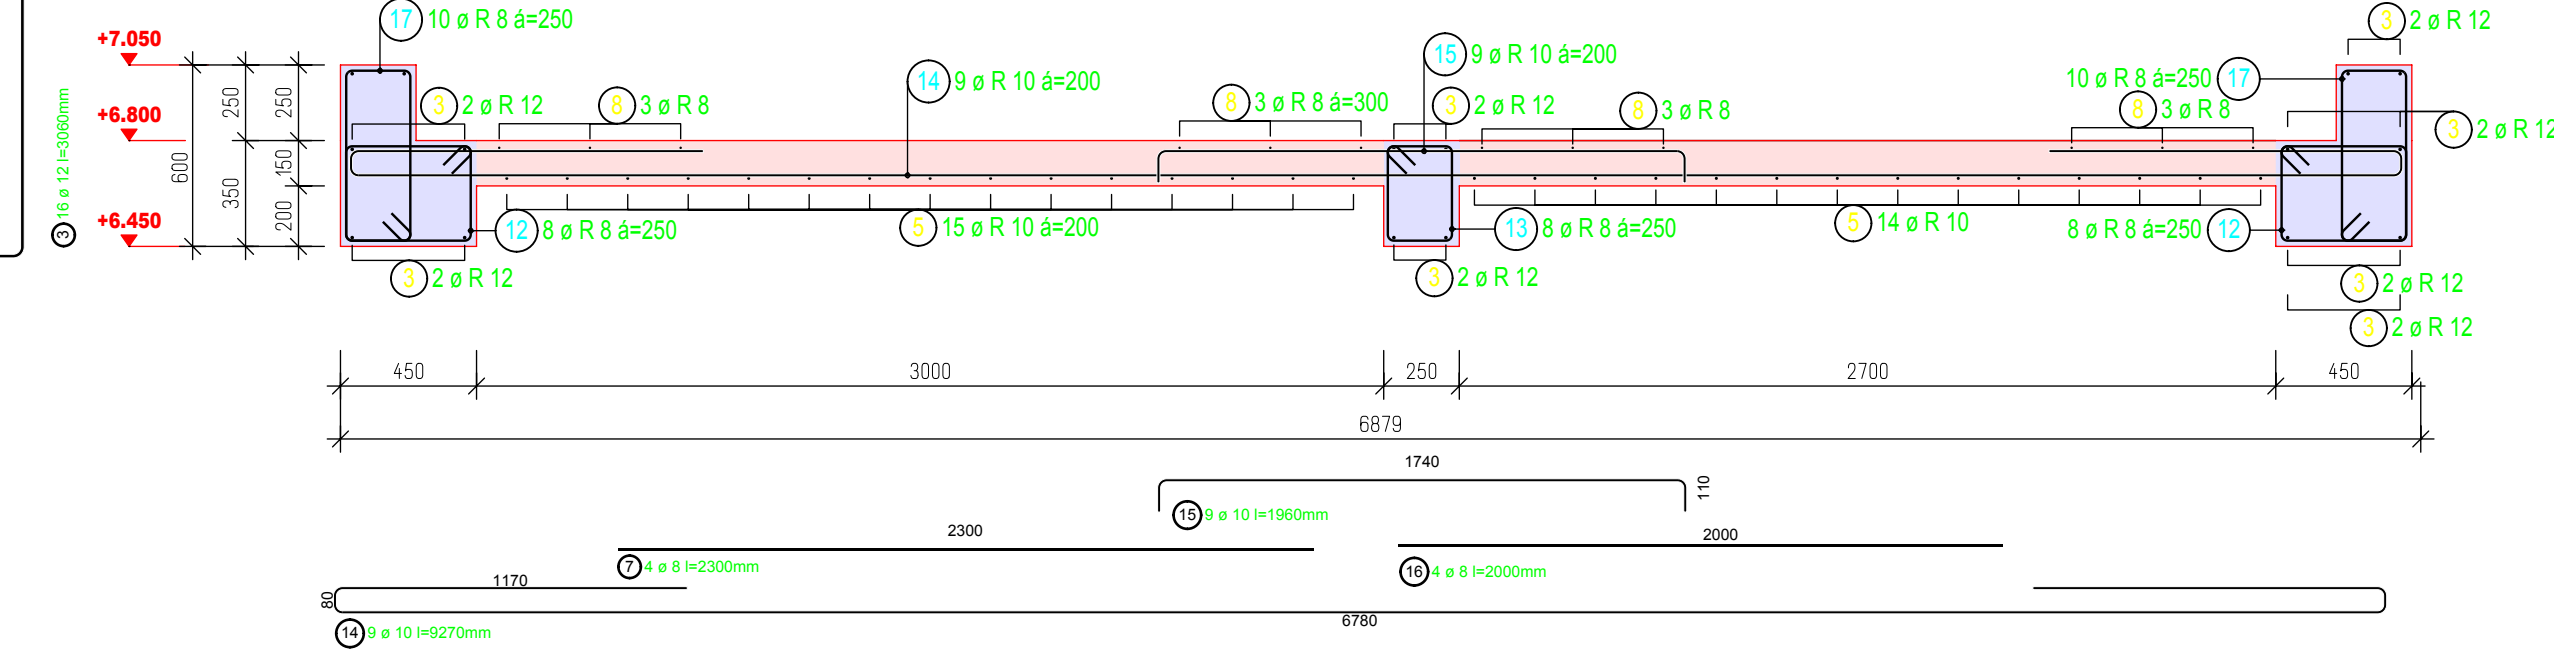 17 10 ø R 8 á=250
3 2 ø R 12
+7.050
15 9 ø R 10 á=200
14 9 ø R 10 á=200
10 ø R 8 á=250 17
3 2 ø R 12
8 3 ø R 8
8 3 ø R 8 á=300
3 2 ø R 12
8 3 ø R 8
8 3 ø R 8
3 2 ø R 12
+6.800
250
250
600
350
150
200
3 16 ø 12 l=3060mm
+6.450
12 8 ø R 8 á=250
5 15 ø R 10 á=200
13 8 ø R 8 á=250
5 14 ø R 10
8 ø R 8 á=250 12
3 2 ø R 12
3 2 ø R 12
3 2 ø R 12
3 2 ø R 12
450
3000
250
2700
450
6879
1740
110
15 9 ø 10 l=1960mm
2300
7 4 ø 8 l=2300mm
2000
16 4 ø 8 l=2000mm
1170
80
6780
14 9 ø 10 l=9270mm